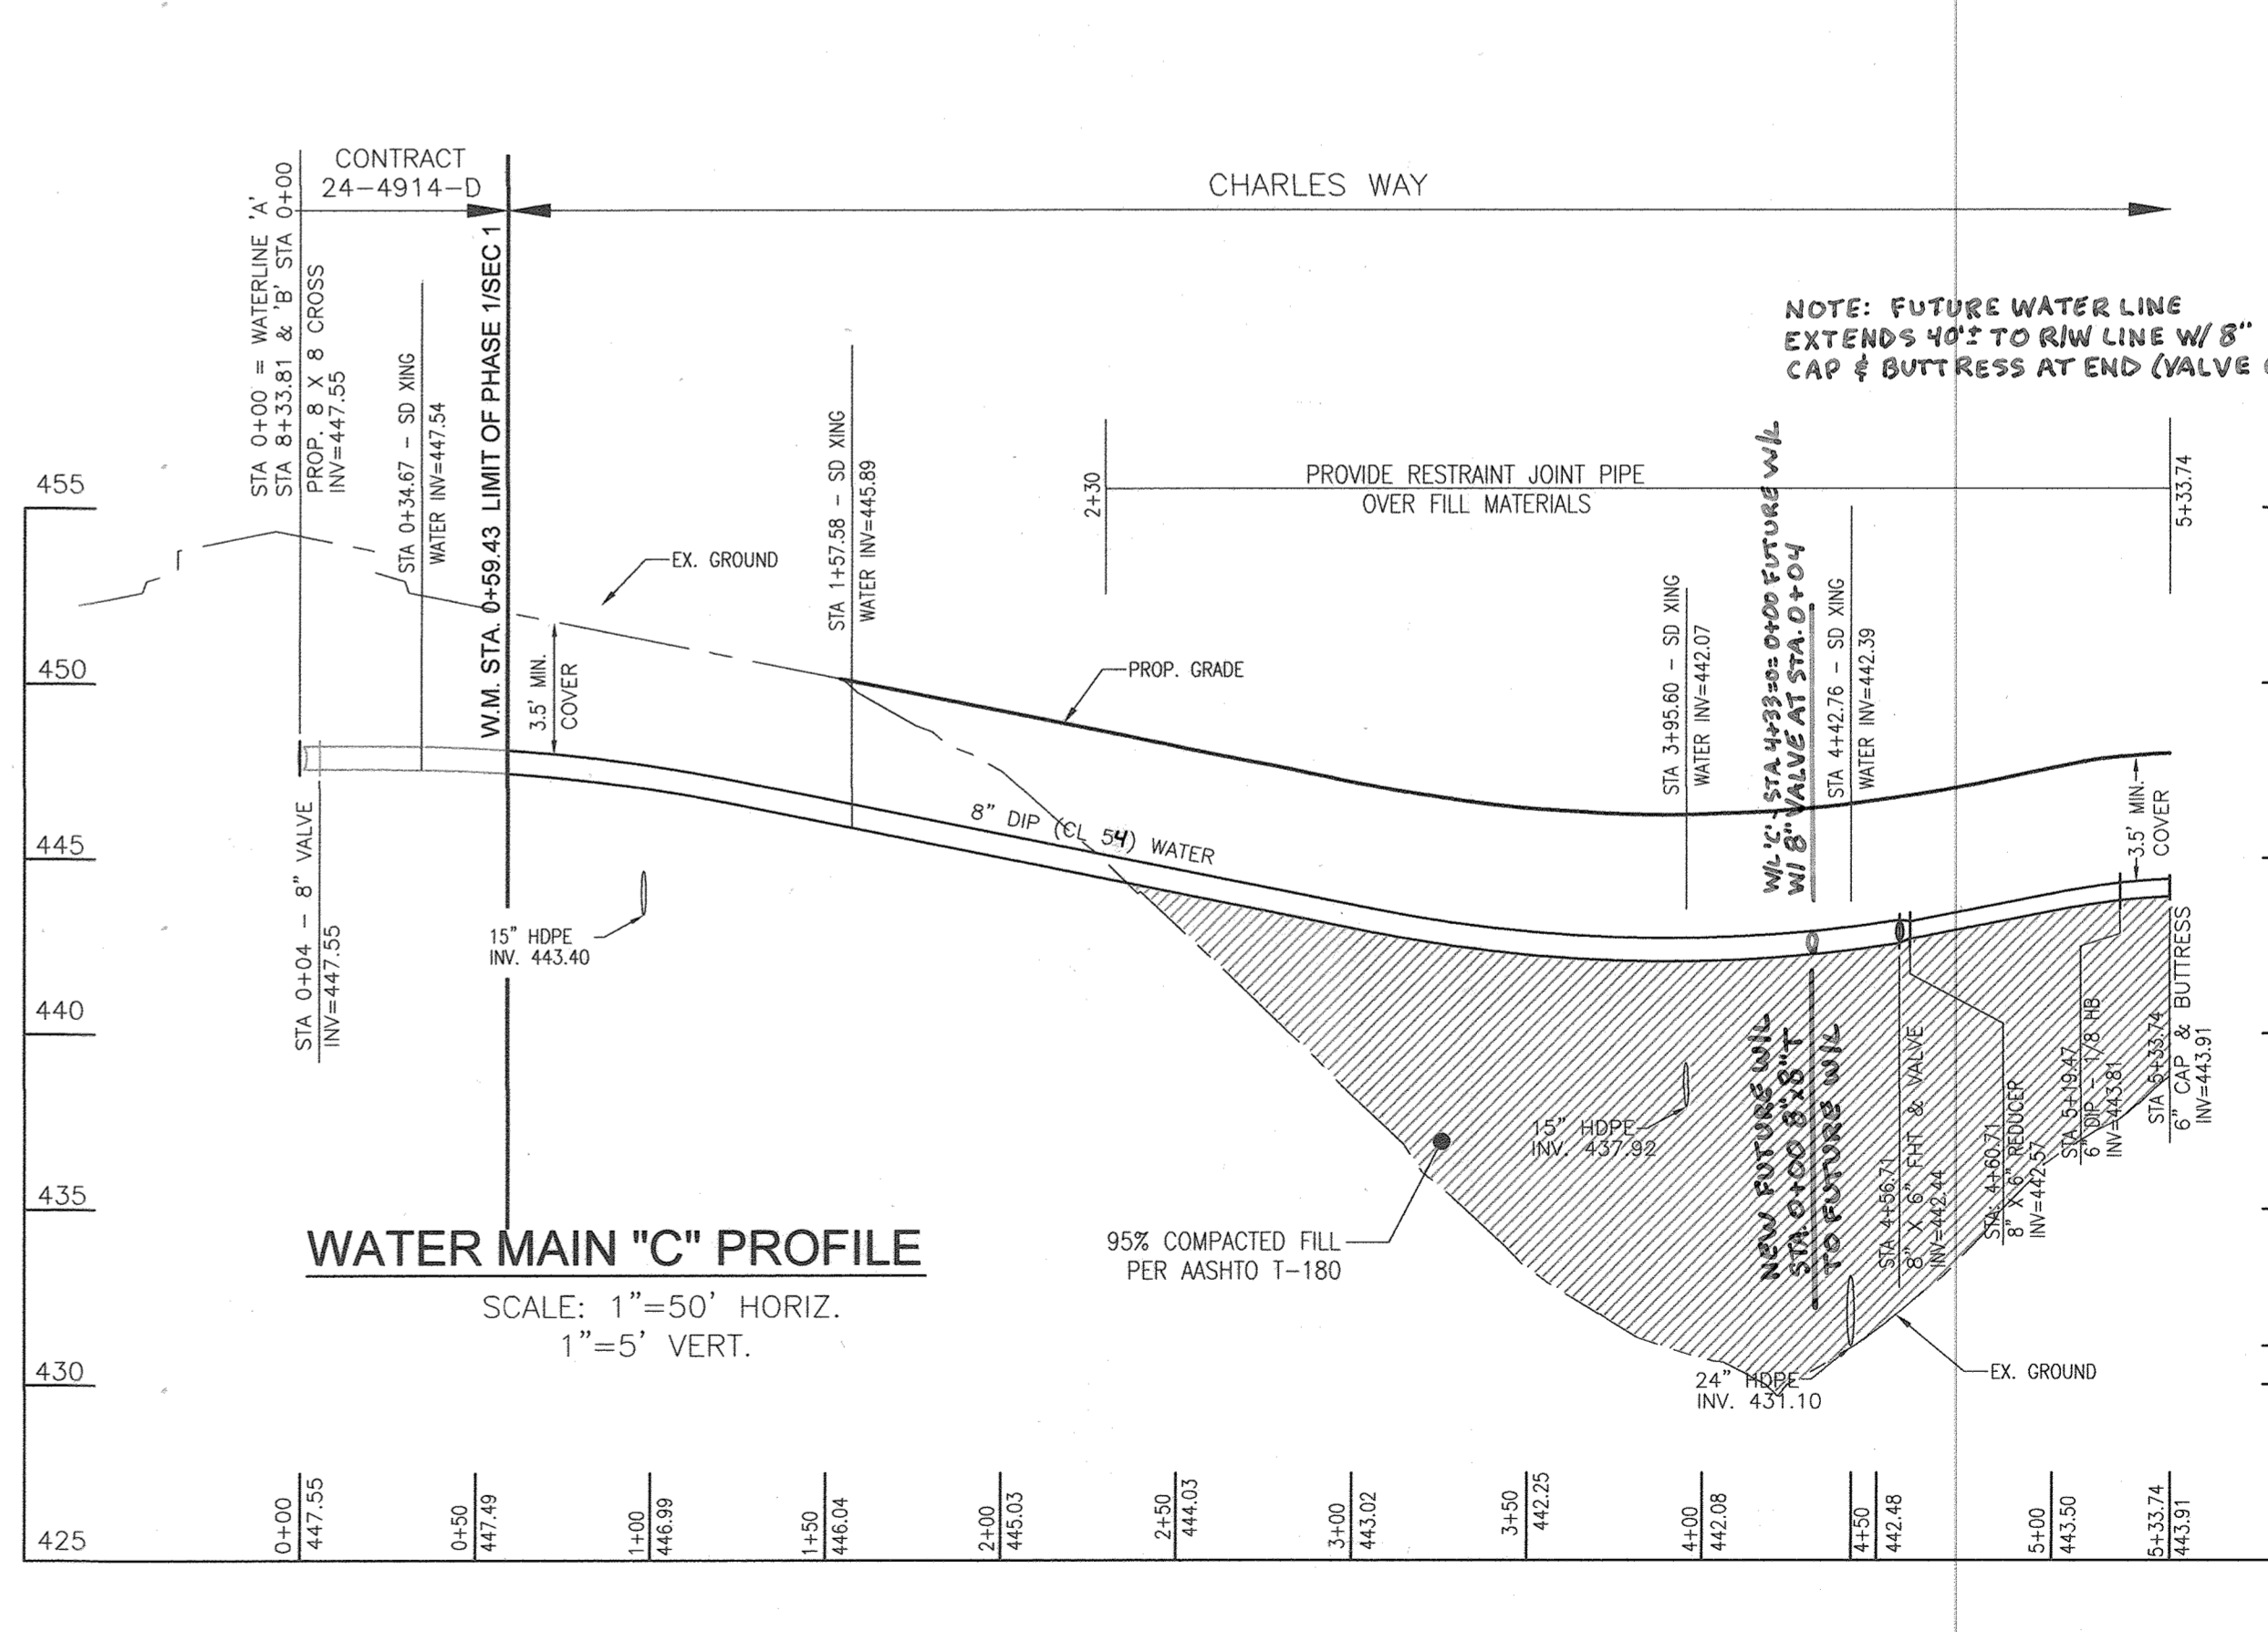 CONTRACT
24-4914-D
CHARLES WAY
STA 0+00 = WATERLINE 'A'
STA 8+33.81 & 'B' STA 0+00
PROP. 8 X 8 CROSS
INV=447.55
STA 0+34.67 - SD XING
WATER INV=447.54
W.M. STA. 0+59.43 LIMIT OF PHASE 1/SEC 1
NOTE: FUTURE WATER LINE
EXTENDS 40'± TO R/W LINE W/ 8"
CAP & BUTTRESS AT END (VALVE
STA 1+57.58 - SD XING
WATER INV=445.89
2+30
PROVIDE RESTRAINT JOINT PIPE
OVER FILL MATERIALS
5+33.74
EX. GROUND
3.5' MIN.
COVER
PROP. GRADE
STA 3+95.60 - SD XING
WATER INV=442.07
W/L 'C' STA 4+33±0= 0+00 FUTURE W/L
W/ 8" VALVE AT STA. 0+04
STA 4+42.76 - SD XING
WATER INV=442.39
3.5' MIN.
COVER
8" DIP (CL 54) WATER
STA 0+04 - 8" VALVE
INV=447.55
15" HDPE
INV. 443.40
15" HDPE
INV. 437.92
95% COMPACTED FILL
PER AASHTO T-180
NEW FUTURE W/L
STA. 0+00 8"x8"T
TO FUTURE W/L
STA 4+56.71
8" X 6" FHT & VALVE
INV=442.44
STA: 4+60.71
8" X 6" REDUCER
INV=442.57
STA 5+19.47
6" DIP - 1/8 HB
INV=443.81
STA 5+33.74
6" CAP & BUTTRESS
INV=443.91
24" HDPE
INV. 431.10
EX. GROUND
WATER MAIN "C" PROFILE
SCALE: 1"=50' HORIZ.
1"=5' VERT.
455
450
445
440
435
430
425
0+00
447.55
0+50
447.49
1+00
446.99
1+50
446.04
2+00
445.03
2+50
444.03
3+00
443.02
3+50
442.25
4+00
442.08
4+50
442.48
5+00
443.50
5+33.74
443.91